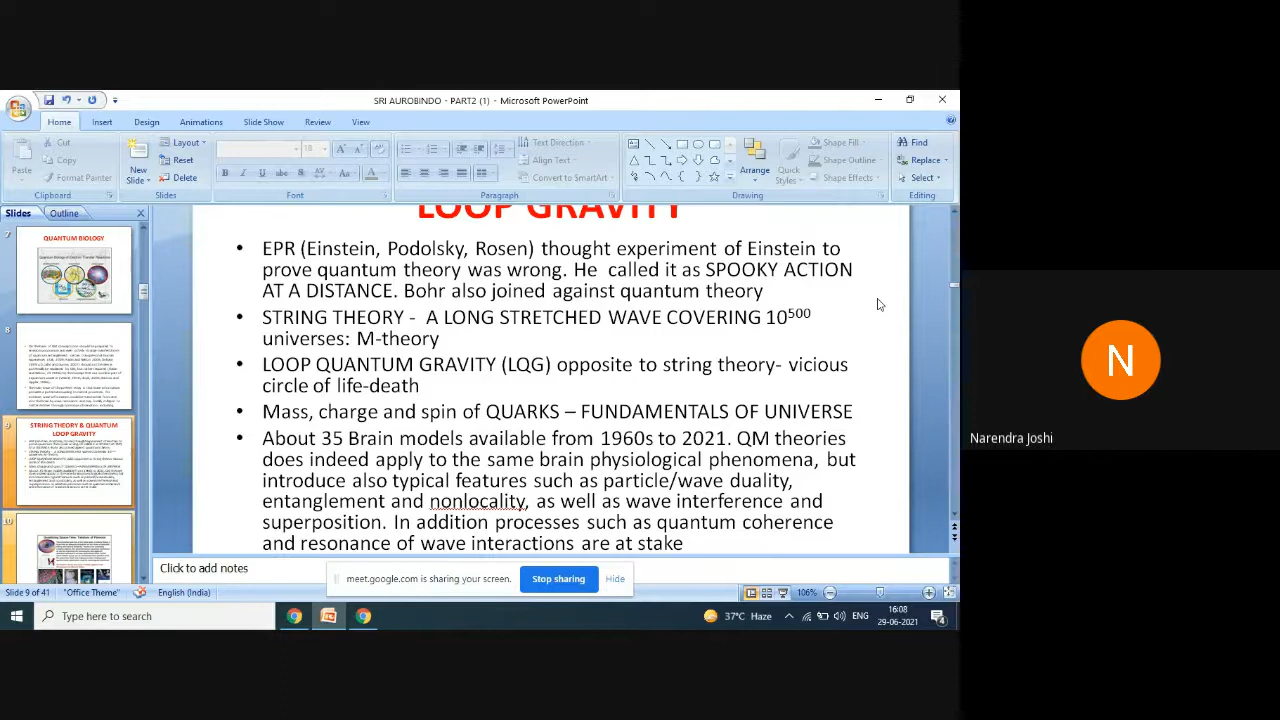 SRI AUROBINDO - PART2 (1) - Microsoft PowerPoint
Home Insert Design Animations Slide Show Review View
Paste Cut Copy Format Painter
Clipboard
New Slide Layout Reset Delete
Slides
18
Font
Text Direction Align Text Convert to SmartArt
Paragraph
Arrange Quick Styles Shape Fill Shape Outline Shape Effects
Drawing
Find Replace Select
Editing
Slides Outline
7
QUANTUM BIOLOGY
8
9
STRING THEORY & QUANTUM
LOOP GRAVITY
10
LOOP GRAVITY
• EPR (Einstein, Podolsky, Rosen) thought experiment of Einstein to
prove quantum theory was wrong. He called it as SPOOKY ACTION
AT A DISTANCE. Bohr also joined against quantum theory
• STRING THEORY - A LONG STRETCHED WAVE COVERING 10⁵⁰⁰
universes: M-theory
• LOOP QUANTUM GRAVITY (LQG) opposite to string theory- vicious
circle of life-death
• Mass, charge and spin of QUARKS – FUNDAMENTALS OF UNIVERSE
• About 35 Brain models available from 1960s to 2021. QM theories
does indeed apply to the same brain physiological phenomena, but
introduce also typical features such as particle/wave duality,
entanglement and nonlocality, as well as wave interference and
superposition. In addition processes such as quantum coherence
and resonance of wave interactions are at stake
Click to add notes
meet.google.com is sharing your screen. Stop sharing Hide
Slide 9 of 41 "Office Theme" English (India) 106%
Type here to search
37°C Haze ENG 16:08
29-06-2021
4
N
Narendra Joshi